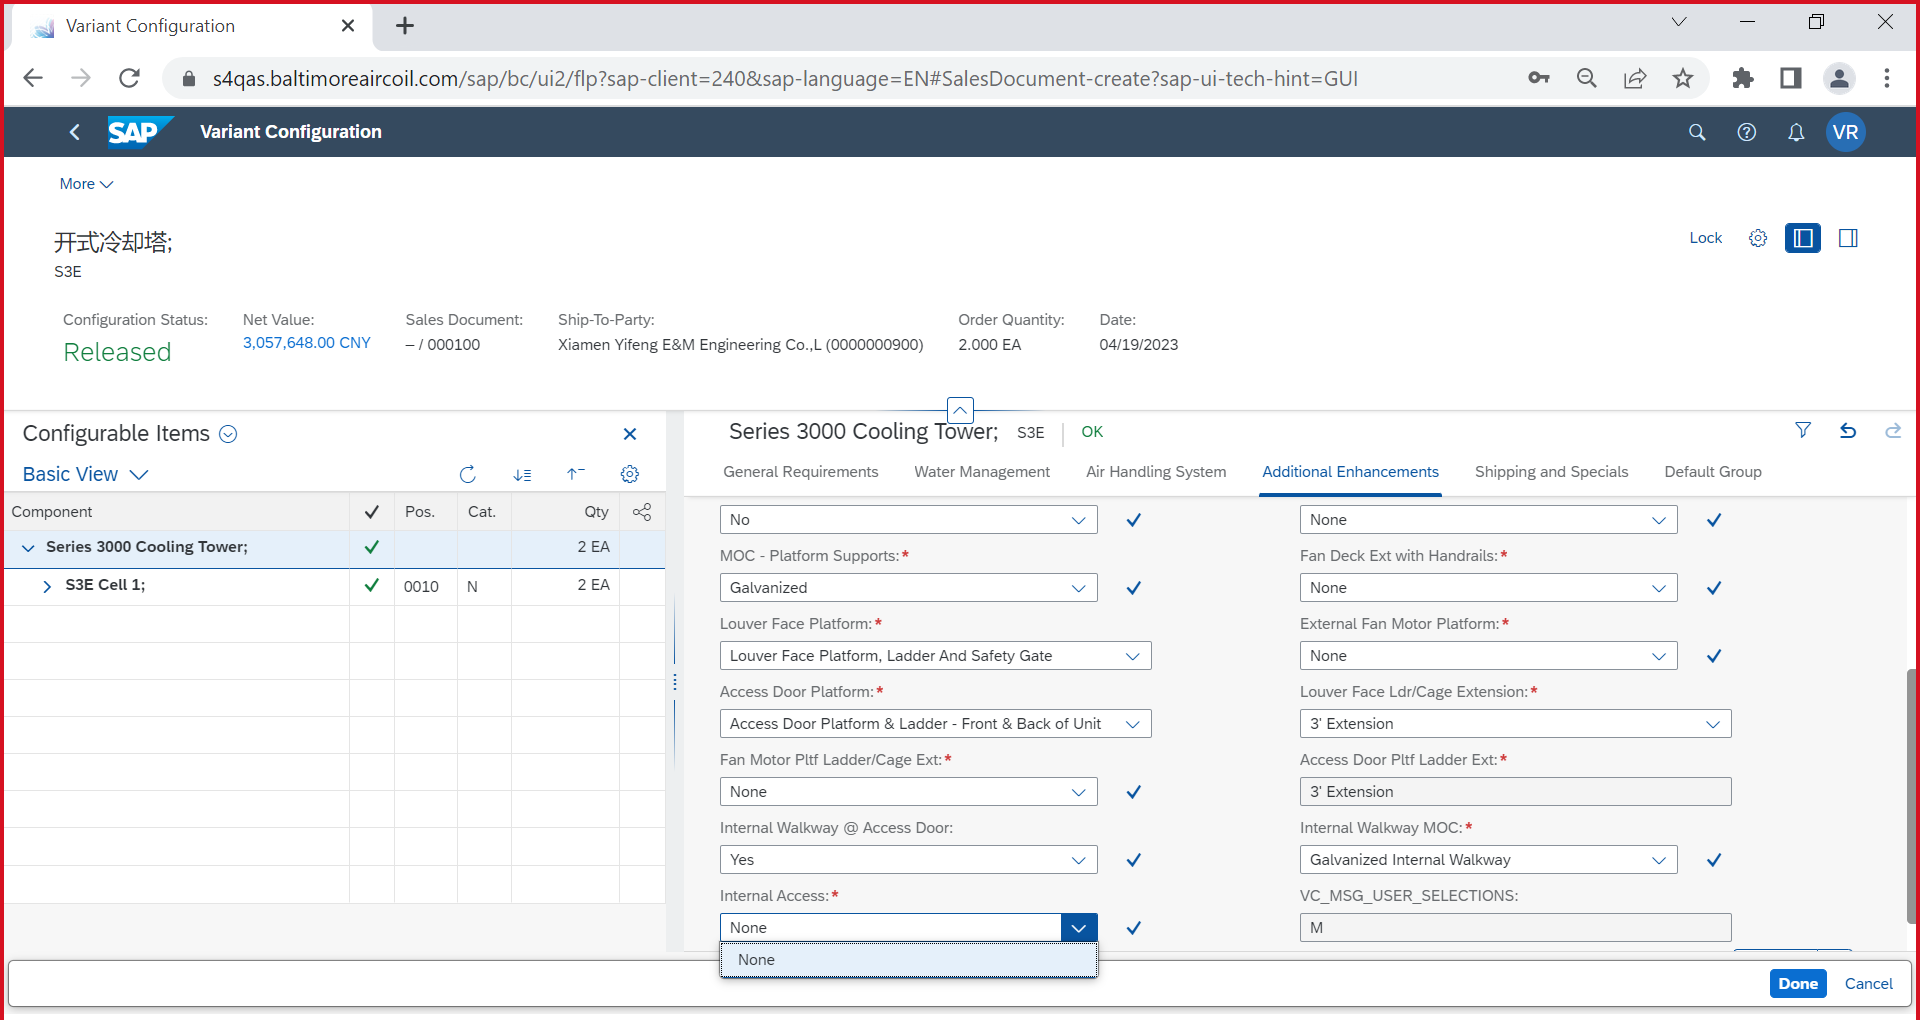 Variant Configuration
s4qas.baltimoreaircoil.com/sap/bc/ui2/flp?sap-client=240&sap-language=EN#SalesDocument-create?sap-ui-tech-hint=GUI
SAP Variant Configuration VR
More
开式冷却塔;
S3E
Lock
Configuration Status: Net Value: Sales Document: Ship-To-Party: Order Quantity: Date:
Released 3,057,648.00 CNY – / 000100 Xiamen Yifeng E&M Engineering Co.,L (0000000900) 2.000 EA 04/19/2023
Configurable Items
Basic View
Component Pos. Cat. Qty
Series 3000 Cooling Tower; 2 EA
S3E Cell 1; 0010 N 2 EA
Series 3000 Cooling Tower; S3E OK
General Requirements Water Management Air Handling System Additional Enhancements Shipping and Specials Default Group
No None
MOC - Platform Supports:* Fan Deck Ext with Handrails:*
Galvanized None
Louver Face Platform:* External Fan Motor Platform:*
Louver Face Platform, Ladder And Safety Gate None
Access Door Platform:* Louver Face Ldr/Cage Extension:*
Access Door Platform & Ladder - Front & Back of Unit 3' Extension
Fan Motor Pltf Ladder/Cage Ext:* Access Door Pltf Ladder Ext:*
None 3' Extension
Internal Walkway @ Access Door: Internal Walkway MOC:*
Yes Galvanized Internal Walkway
Internal Access:* VC_MSG_USER_SELECTIONS:
None M
None
Done Cancel